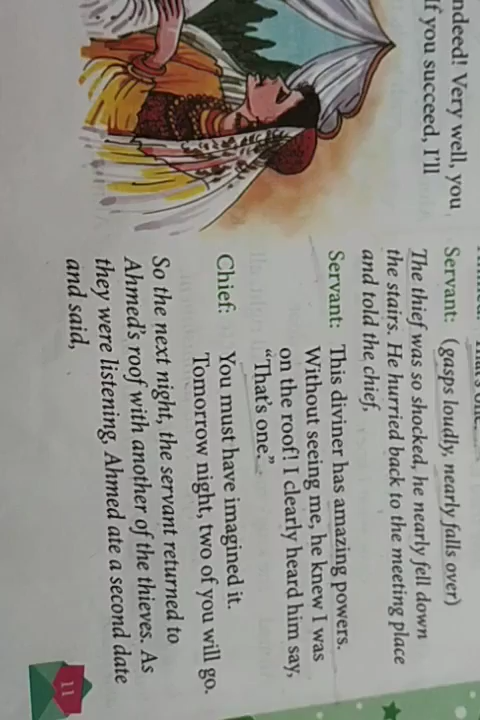 ndeed! Very well, you
If you succeed, I'll
That's one.
Servant: (gasps loudly, nearly falls over)
The thief was so shocked, he nearly fell down
the stairs. He hurried back to the meeting place
and told the chief,
Servant: This diviner has amazing powers.
Without seeing me, he knew I was
on the roof! I clearly heard him say,
"That's one."
Chief: You must have imagined it.
Tomorrow night, two of you will go.
So the next night, the servant returned to
Ahmed's roof with another of the thieves. As
they were listening, Ahmed ate a second date
and said,
11